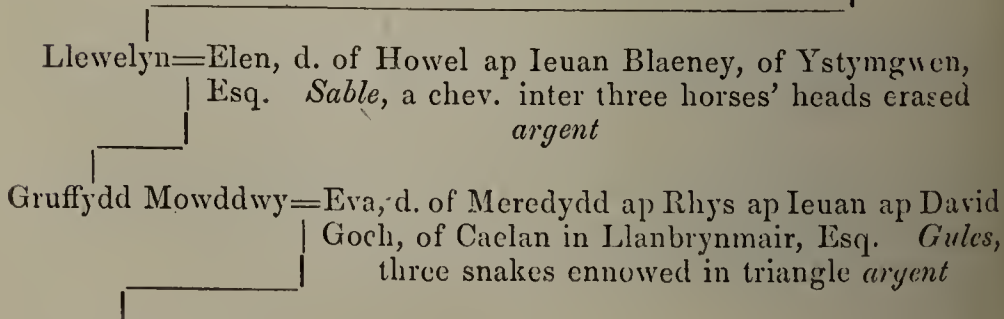 Llewelyn=Elen, d. of Howel ap Ieuan Blaeney, of Ystymgwen,
Esq. Sable, a chev. inter three horses' heads erased
argent
Gruffydd Mowddwy=Eva, d. of Meredydd ap Rhys ap Ieuan ap David
Goch, of Caelan in Llanbrynmair, Esq. Gules,
three snakes ennowed in triangle argent